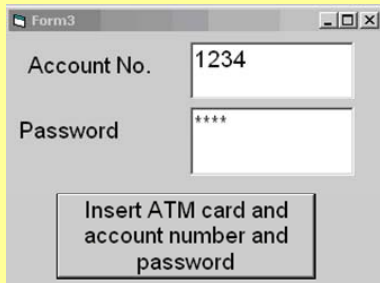 Form3
Account No. 1234
Password ****
Insert ATM card and
account number and
password